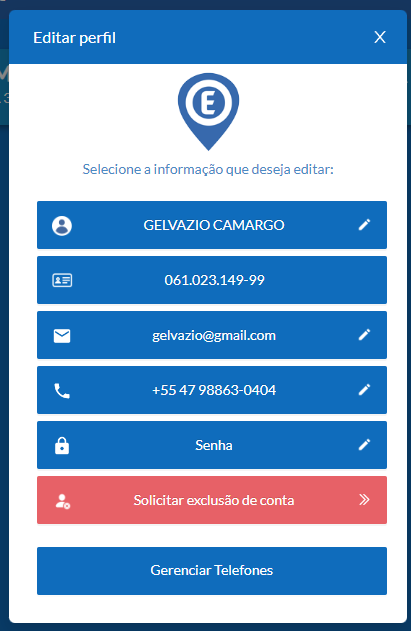 Editar perfil
E
Selecione a informação que deseja editar:
GELVAZIO CAMARGO
061.023.149-99
gelvazio@gmail.com
+55 47 98863-0404
Senha
Solicitar exclusão de conta
Gerenciar Telefones